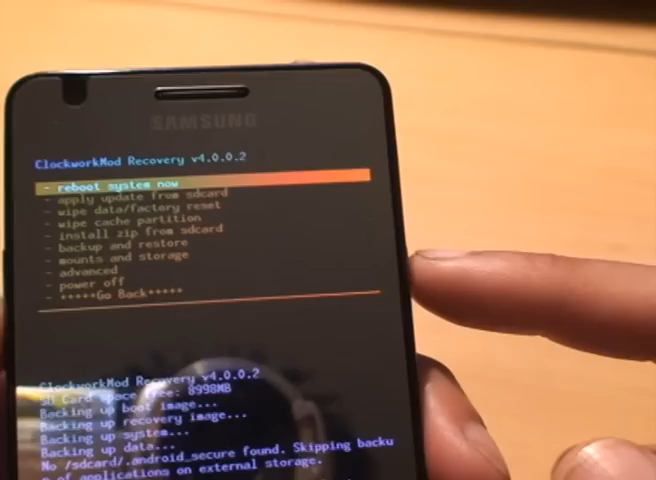 SAMSUNG
ClockworkMod Recovery v4.0.0.2
- reboot system now
- apply update from sdcard
- wipe data/factory reset
- wipe cache partition
- install zip from sdcard
- backup and restore
- mounts and storage
- advanced
- power off
- +++++Go Back+++++
ClockworkMod Recovery v4.0.0.2
SD Card space free: 8998MB
Backing up boot image...
Backing up recovery image...
Backing up system...
Backing up data...
No /sdcard/.android_secure found. Skipping backu
p of applications on external storage.